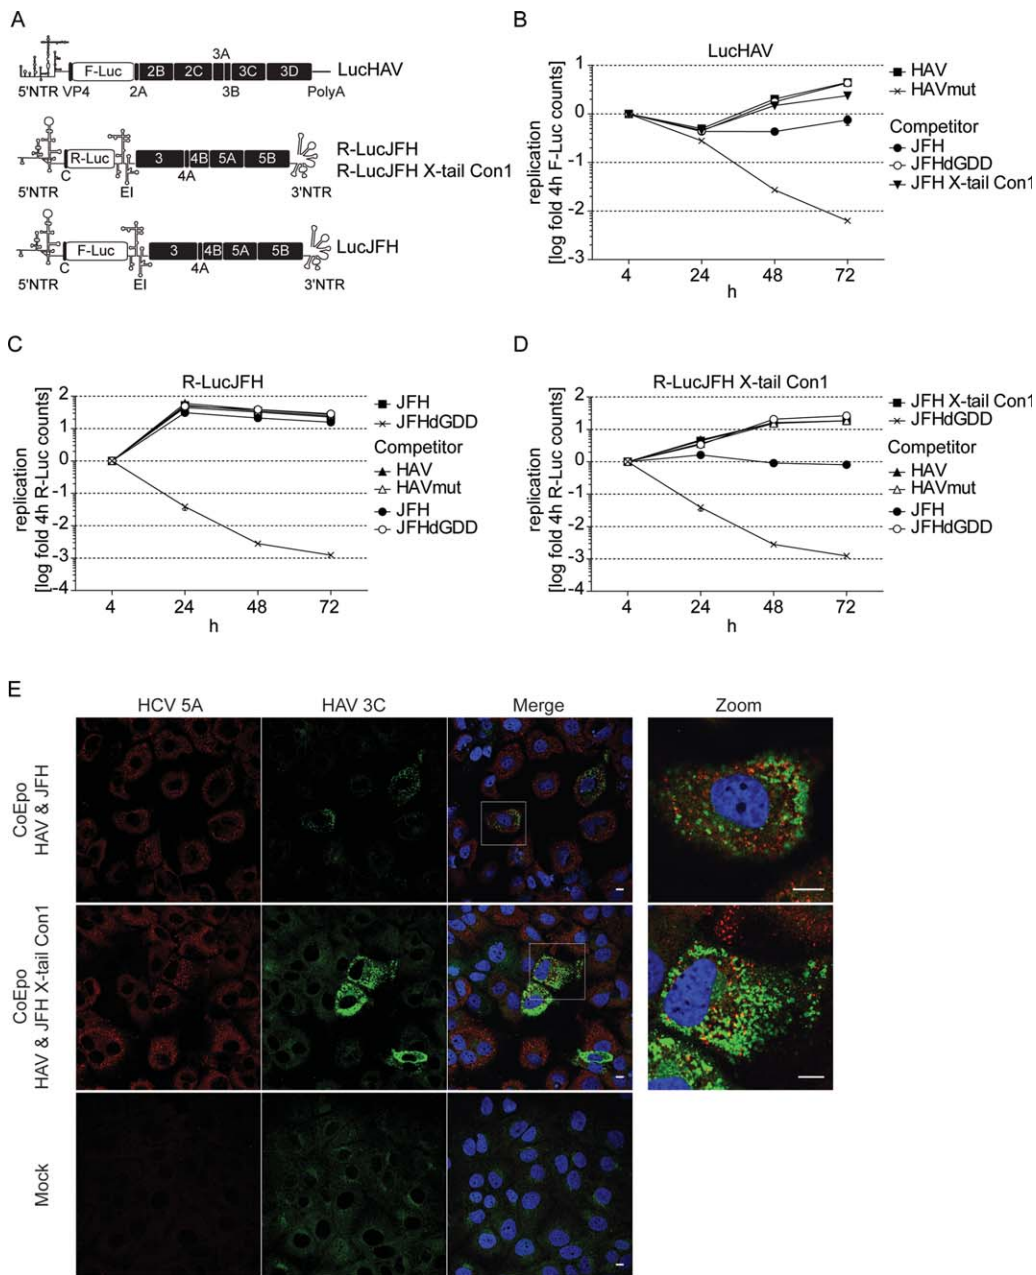 A
5'NTR VP4 F-Luc 2A 2B 2C 3A 3B 3C 3D PolyA LucHAV
5'NTR C R-Luc EI 3 4A 4B 5A 5B 3'NTR
R-LucJFH
R-LucJFH X-tail Con1
5'NTR C F-Luc EI 3 4A 4B 5A 5B 3'NTR LucJFH
B
LucHAV
replication
[log fold 4h F-Luc counts]
1
0
-1
-2
-3
4 24 48 72
h
HAV
HAVmut
Competitor
JFH
JFHdGDD
JFH X-tail Con1
C
R-LucJFH
replication
[log fold 4h R-Luc counts]
2
1
0
-1
-2
-3
-4
4 24 48 72
h
JFH
JFHdGDD
Competitor
HAV
HAVmut
JFH
JFHdGDD
D
R-LucJFH X-tail Con1
replication
[log fold 4h R-Luc counts]
2
1
0
-1
-2
-3
-4
4 24 48 72
h
JFH X-tail Con1
JFHdGDD
Competitor
HAV
HAVmut
JFH
JFHdGDD
E
HCV 5A HAV 3C Merge Zoom
CoEpo
HAV & JFH
CoEpo
HAV & JFH X-tail Con1
Mock